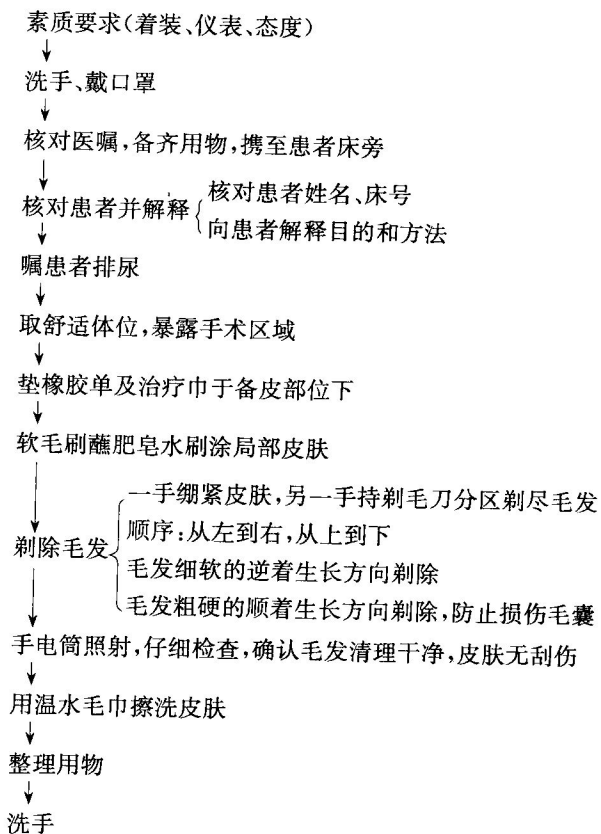 素质要求(着装、仪表、态度)
洗手、戴口罩
核对医嘱,备齐用物,携至患者床旁
核对患者并解释
核对患者姓名、床号
向患者解释目的和方法
嘱患者排尿
取舒适体位,暴露手术区域
垫橡胶单及治疗巾于备皮部位下
软毛刷蘸肥皂水刷涂局部皮肤
剃除毛发
一手绷紧皮肤,另一手持剃毛刀分区剃尽毛发
顺序:从左到右,从上到下
毛发细软的逆着生长方向剃除
毛发粗硬的顺着生长方向剃除,防止损伤毛囊
手电筒照射,仔细检查,确认毛发清理干净,皮肤无刮伤
用温水毛巾擦洗皮肤
整理用物
洗手